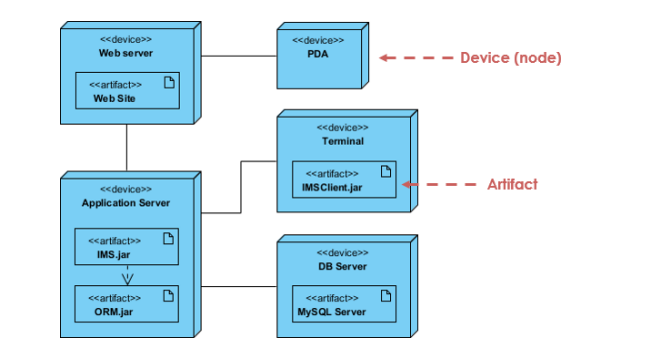 <<device>>
Web server
<<artifact>>
Web Site
<<device>>
PDA
Device (node)
<<device>>
Terminal
<<artifact>>
IMSClient.jar
Artifact
<<device>>
Application Server
<<artifact>>
IMS.jar
<<artifact>>
ORM.jar
<<device>>
DB Server
<<artifact>>
MySQL Server